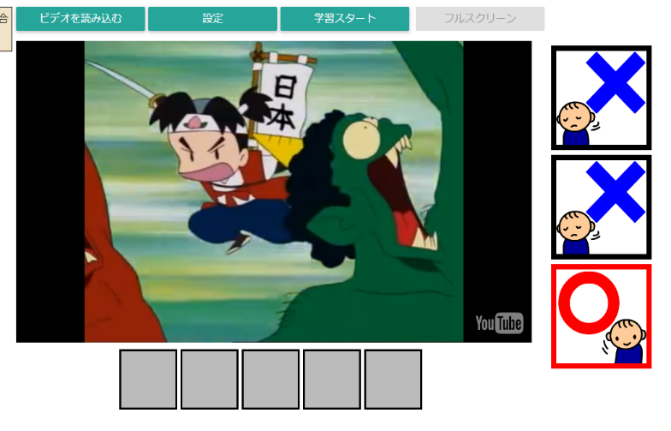 合
ビデオを読み込む
設定
学習スタート
フルスクリーン
日本
YouTube